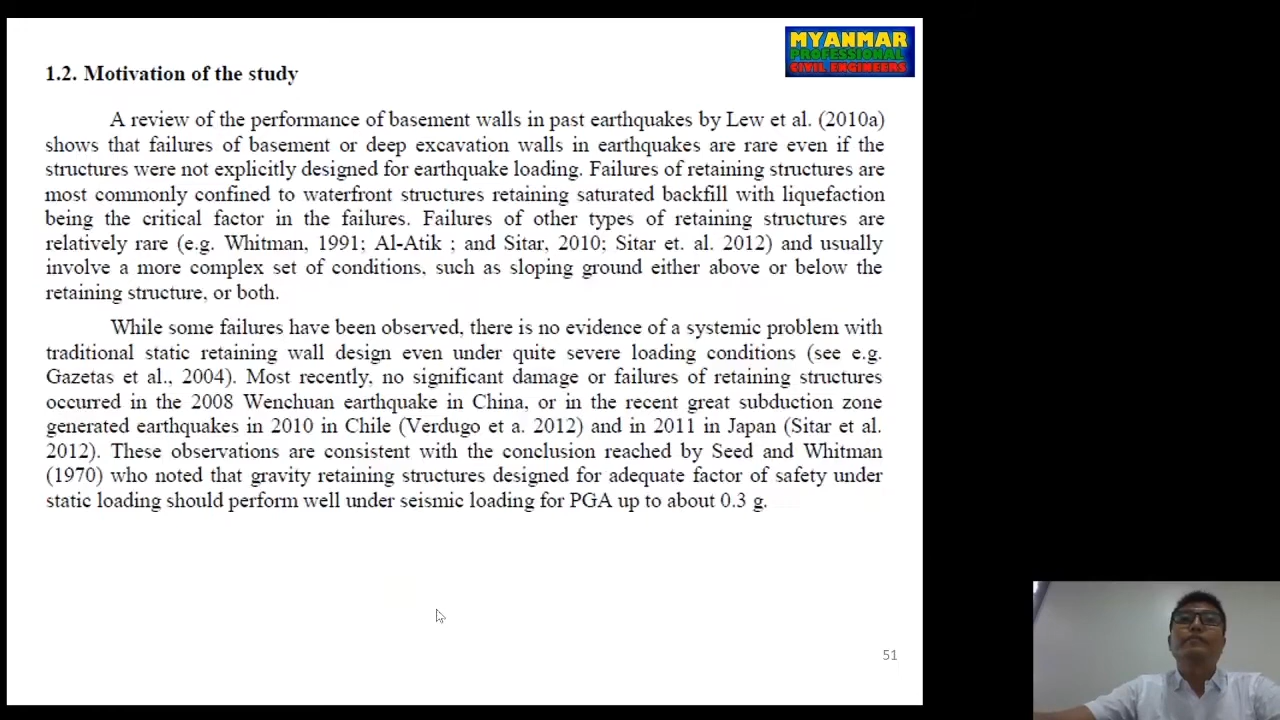 MYANMAR
PROFESSIONAL
CIVIL ENGINEERS
1.2. Motivation of the study
A review of the performance of basement walls in past earthquakes by Lew et al. (2010a)
shows that failures of basement or deep excavation walls in earthquakes are rare even if the
structures were not explicitly designed for earthquake loading. Failures of retaining structures are
most commonly confined to waterfront structures retaining saturated backfill with liquefaction
being the critical factor in the failures. Failures of other types of retaining structures are
relatively rare (e.g. Whitman, 1991; Al-Atik ; and Sitar, 2010; Sitar et. al. 2012) and usually
involve a more complex set of conditions, such as sloping ground either above or below the
retaining structure, or both.
While some failures have been observed, there is no evidence of a systemic problem with
traditional static retaining wall design even under quite severe loading conditions (see e.g.
Gazetas et al., 2004). Most recently, no significant damage or failures of retaining structures
occurred in the 2008 Wenchuan earthquake in China, or in the recent great subduction zone
generated earthquakes in 2010 in Chile (Verdugo et a. 2012) and in 2011 in Japan (Sitar et al.
2012). These observations are consistent with the conclusion reached by Seed and Whitman
(1970) who noted that gravity retaining structures designed for adequate factor of safety under
static loading should perform well under seismic loading for PGA up to about 0.3 g.
51